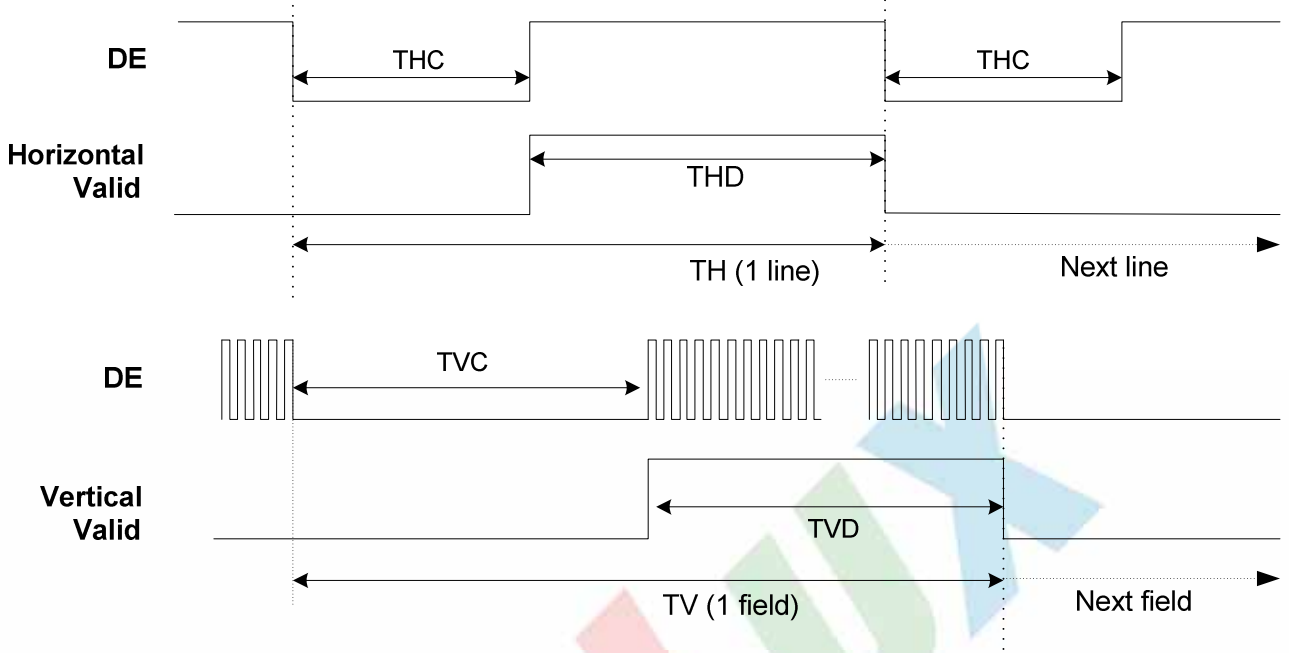 DE
THC
THC
Horizontal
Valid
THD
TH (1 line)
Next line
DE
TVC
Vertical
Valid
TVD
TV (1 field)
Next field